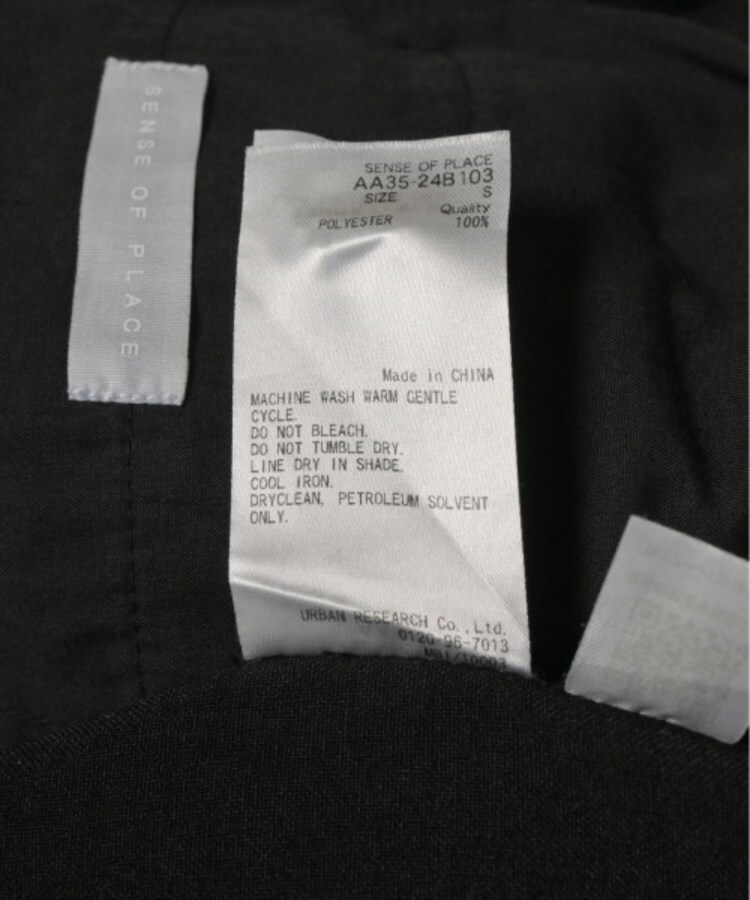 SENSE OF PLACE
SENSE OF PLACE
AA35-24B103
SIZE S
Quality
POLYESTER 100%
Made in CHINA
MACHINE WASH WARM GENTLE
CYCLE.
DO NOT BLEACH.
DO NOT TUMBLE DRY.
LINE DRY IN SHADE.
COOL IRON.
DRYCLEAN, PETROLEUM SOLVENT
ONLY.
URBAN RESEARCH Co.,Ltd.
0120-96-7013